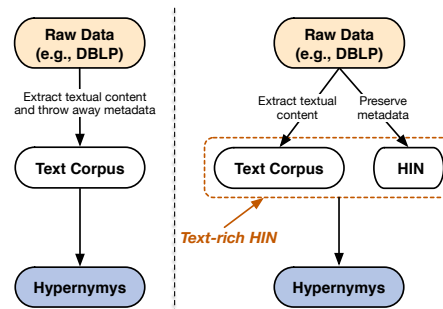 Raw Data
(e.g., DBLP)
Extract textual content
and throw away metadata
Text Corpus
Hypernymys
Raw Data
(e.g., DBLP)
Extract textual
content
Preserve
metadata
Text Corpus
HIN
Text-rich HIN
Hypernymys